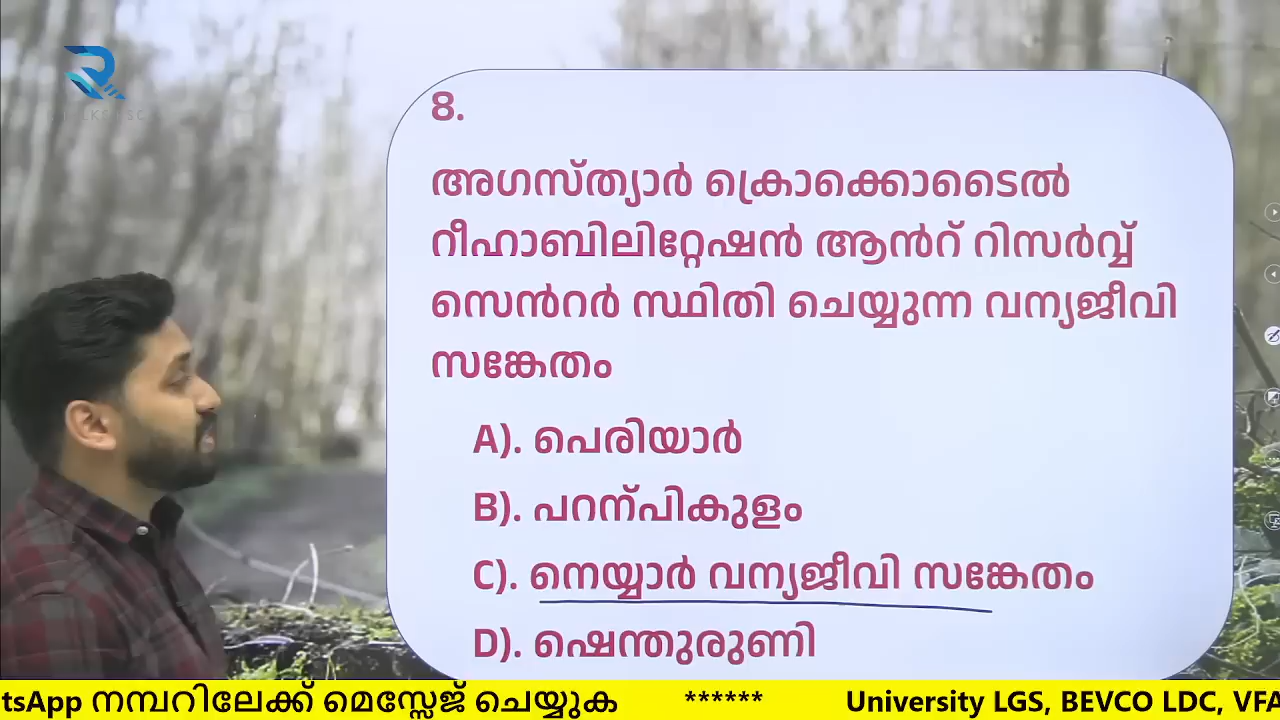 8.
അഗസ്ത്യാർ ക്രൊക്കൊടൈൽ
റീഹാബിലിറ്റേഷൻ ആൻറ് റിസർവ്വ്
സെൻറർ സ്ഥിതി ചെയ്യുന്ന വന്യജീവി
സങ്കേതം
A). പെരിയാർ
B). പറന്പികുളം
C). നെയ്യാർ വന്യജീവി സങ്കേതം
D). ഷെന്തുരുണി
tsApp നമ്പറിലേക്ക് മെസ്സേജ് ചെയ്യുക ****** University LGS, BEVCO LDC, VFA